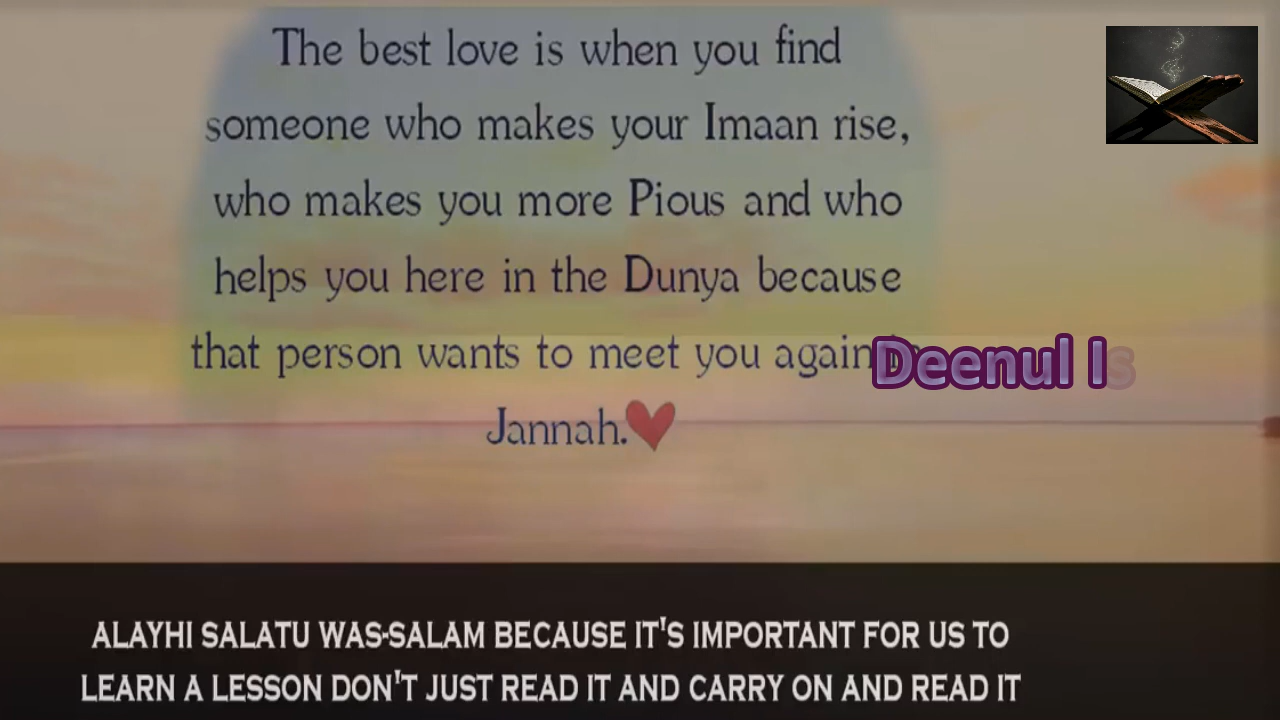 The best love is when you find
someone who makes your Imaan rise,
who makes you more Pious and who
helps you here in the Dunya because
that person wants to meet you again
Jannah.
Deenul Is
ALAYHI SALATU WAS-SALAM BECAUSE IT'S IMPORTANT FOR US TO
LEARN A LESSON DON'T JUST READ IT AND CARRY ON AND READ IT